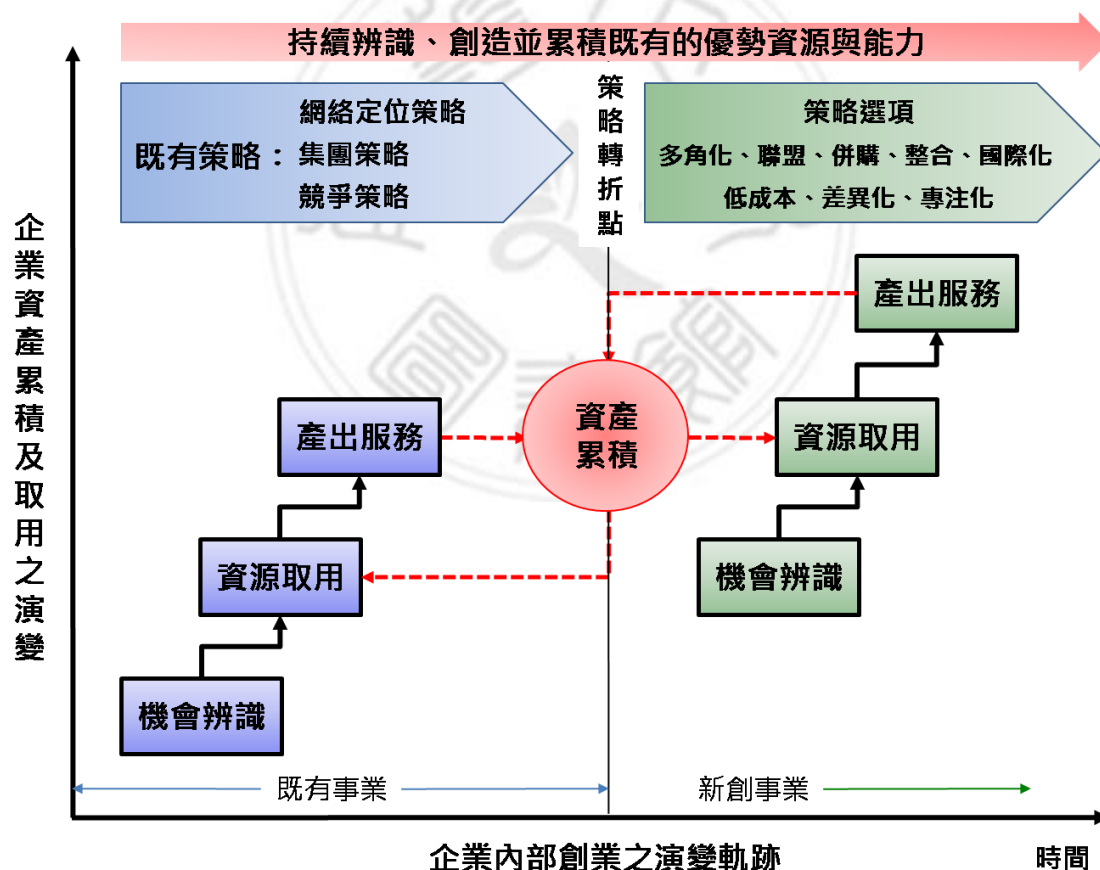 持續辨識、創造並累積既有的優勢資源與能力
既有策略：
網絡定位策略
集團策略
競爭策略
策略轉折點
策略選項
多角化、聯盟、併購、整合、國際化
低成本、差異化、專注化
企業資產累積及取用之演變
產出服務
資產
累積
產出服務
資源取用
資源取用
機會辨識
機會辨識
既有事業
新創事業
企業內部創業之演變軌跡
時間